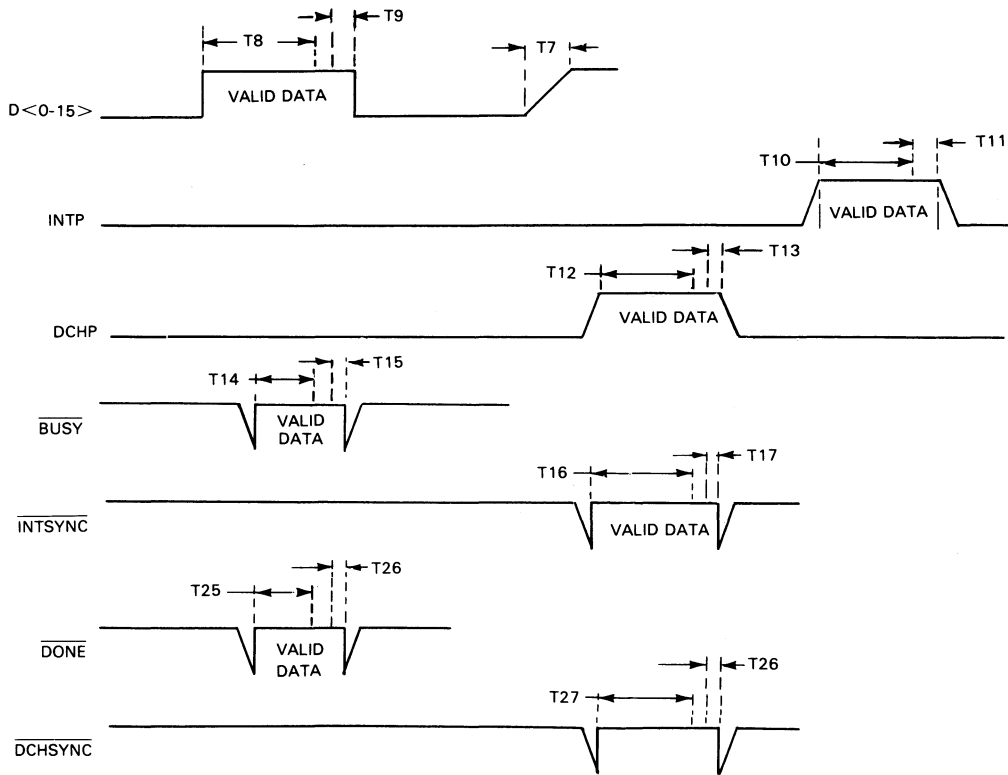 T9
T8
T7
VALID DATA
D<0-15>
T11
T10
INTP
VALID DATA
T13
T12
VALID DATA
DCHP
T15
T14
BUSY
VALID
DATA
T17
T16
INTSYNC
VALID DATA
T26
T25
DONE
VALID
DATA
T26
T27
DCHSYNC